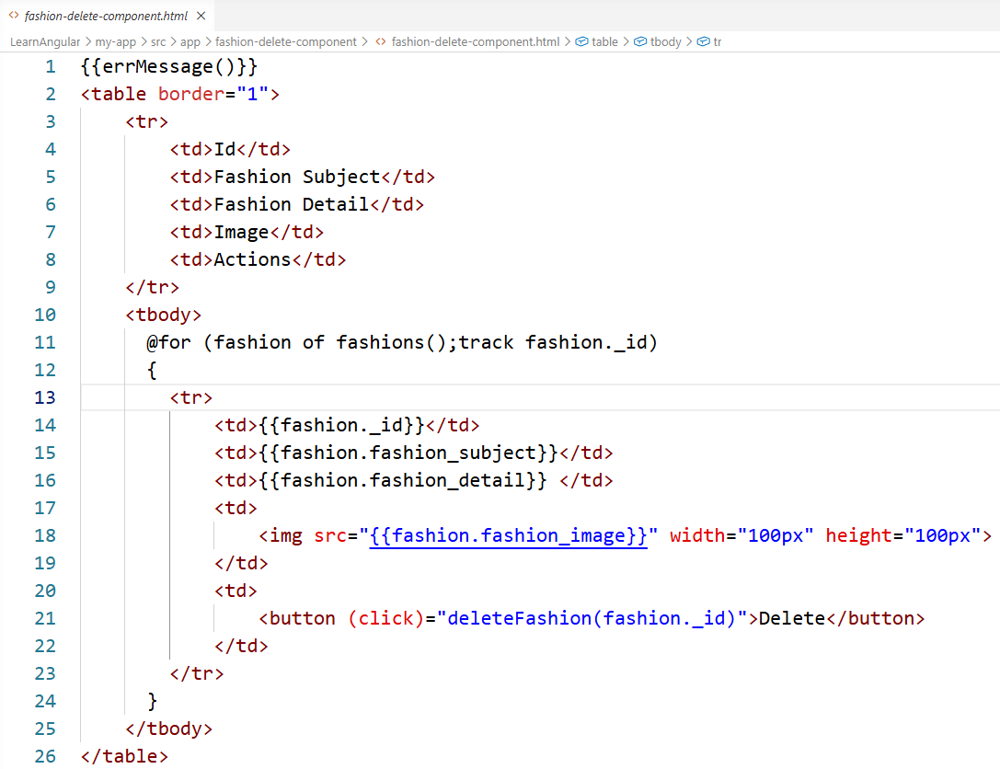 fashion-delete-component.html
LearnAngular > my-app > src > app > fashion-delete-component > fashion-delete-component.html > table > tbody > tr
1 {{errMessage()}}
2 <table border="1">
3 <tr>
4 <td>Id</td>
5 <td>Fashion Subject</td>
6 <td>Fashion Detail</td>
7 <td>Image</td>
8 <td>Actions</td>
9 </tr>
10 <tbody>
11 @for (fashion of fashions();track fashion._id)
12 {
13 <tr>
14 <td>{{fashion._id}}</td>
15 <td>{{fashion.fashion_subject}}</td>
16 <td>{{fashion.fashion_detail}} </td>
17 <td>
18 <img src="{{fashion.fashion_image}}" width="100px" height="100px">
19 </td>
20 <td>
21 <button (click)="deleteFashion(fashion._id)">Delete</button>
22 </td>
23 </tr>
24 }
25 </tbody>
26 </table>